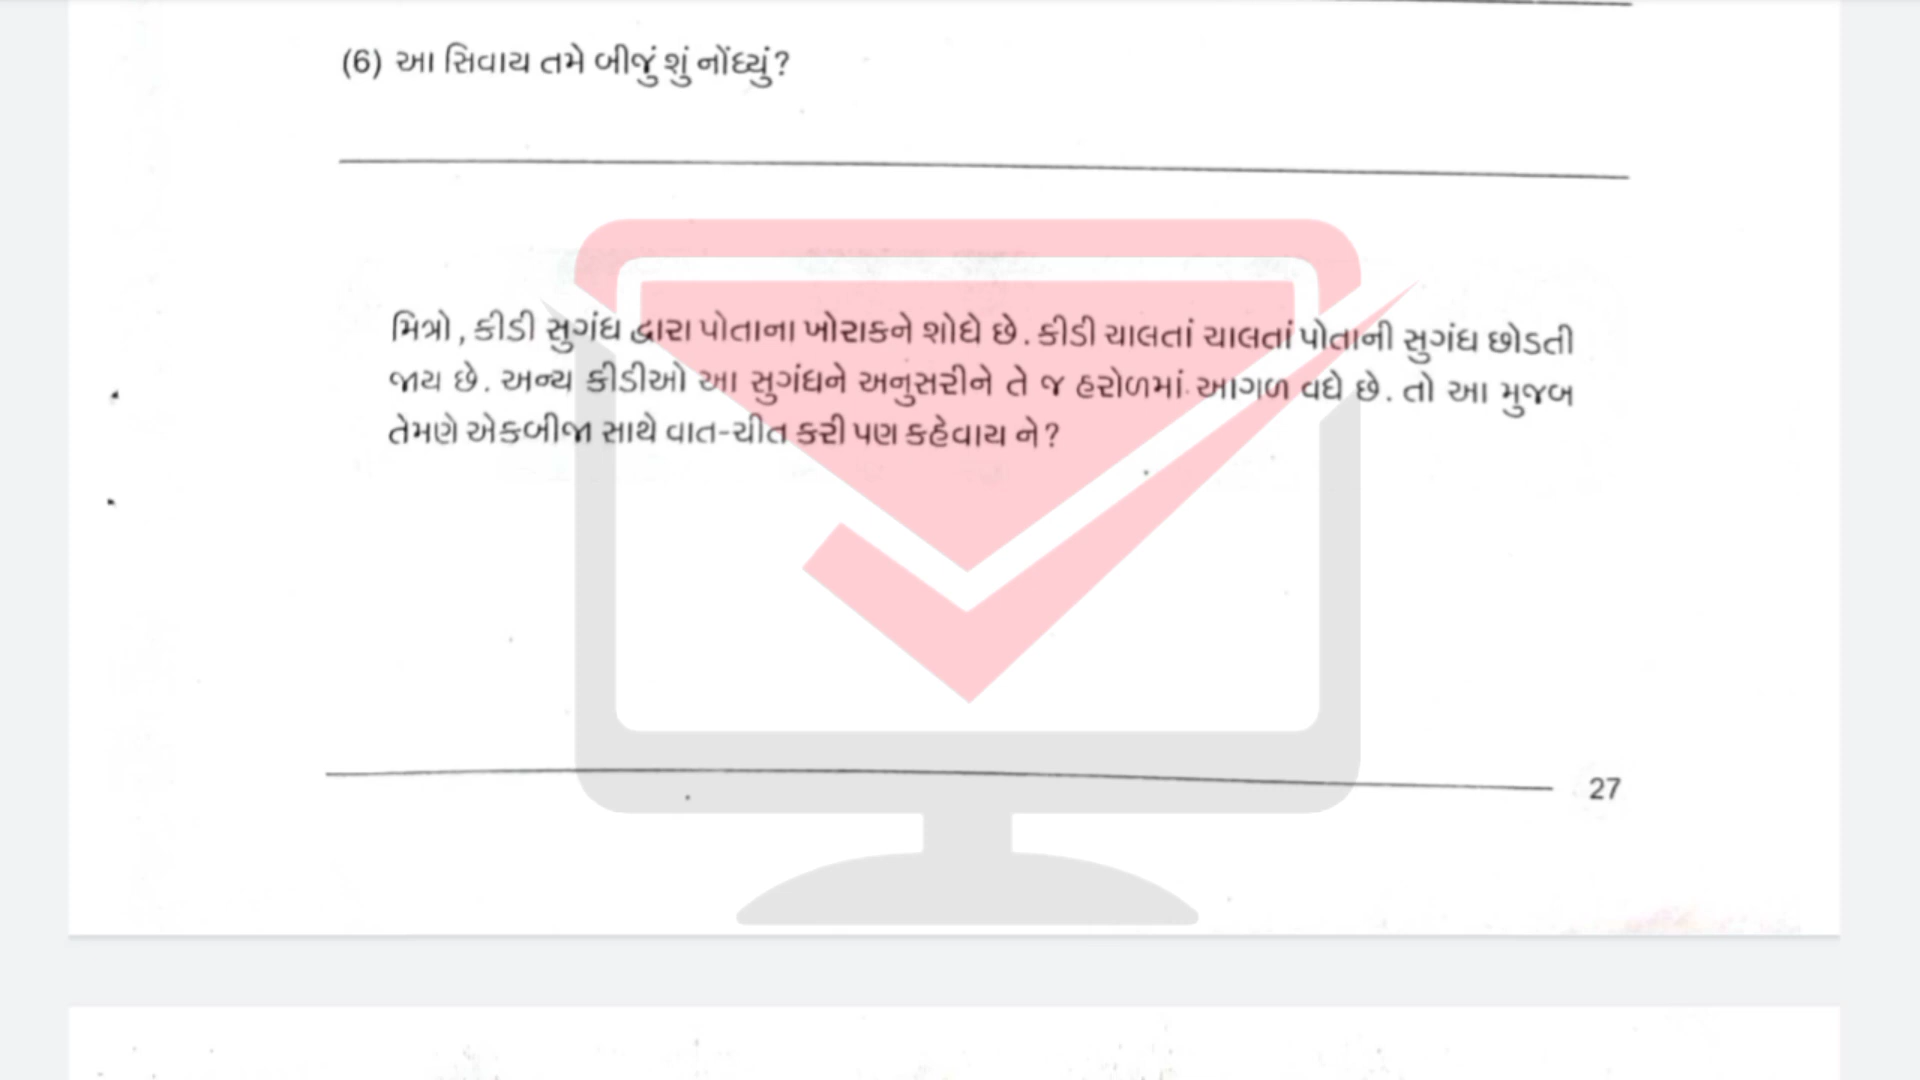 (6) આ સિવાય તમે બીજું શું નોંધ્યું?
મિત્રો, કીડી સુગંધ દ્વારા પોતાના ખોરાકને શોધે છે. કીડી ચાલતાં ચાલતાં પોતાની સુગંધ છોડતી
જાય છે. અન્ય કીડીઓ આ સુગંધને અનુસરીને તે જ હરોળમાં આગળ વધે છે. તો આ મુજબ
તેમણે એકબીજા સાથે વાત-ચીત કરી પણ કહેવાય ને?
27